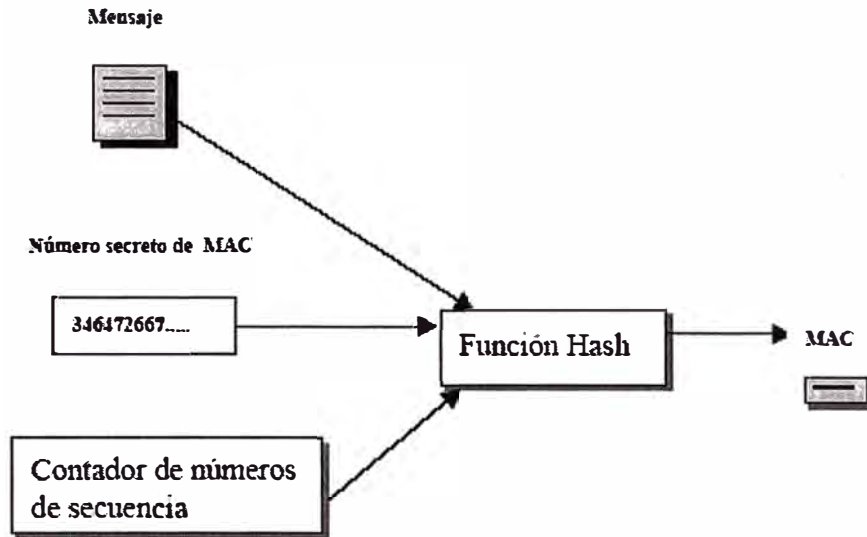 Mensaje
Número secreto de MAC
346472667.....
Función Hash
MAC
Contador de números
de secuencia